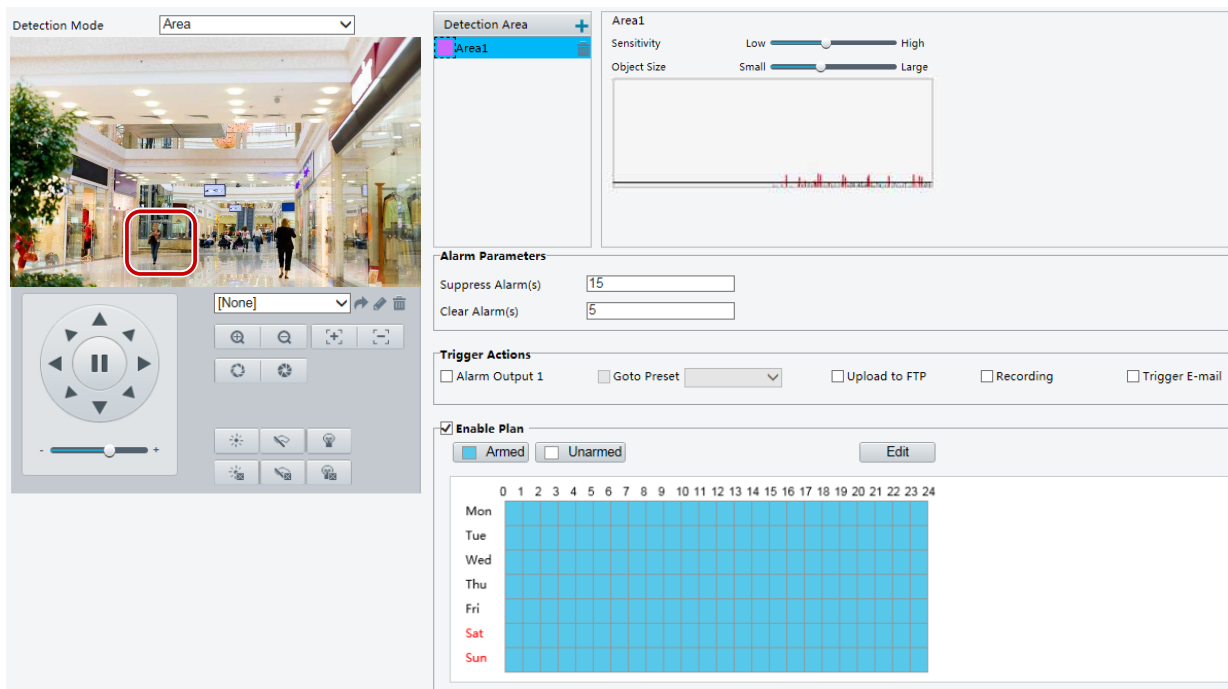 Detection Mode Area
Detection Area
Area1
Area1
Sensitivity Low High
Object Size Small Large
Alarm Parameters
Suppress Alarm(s) 15
Clear Alarm(s) 5
[None]
Trigger Actions
Alarm Output 1 Goto Preset Upload to FTP Recording Trigger E-mail
Enable Plan
Armed Unarmed Edit
- +
0 1 2 3 4 5 6 7 8 9 10 11 12 13 14 15 16 17 18 19 20 21 22 23 24
Mon
Tue
Wed
Thu
Fri
Sat
Sun